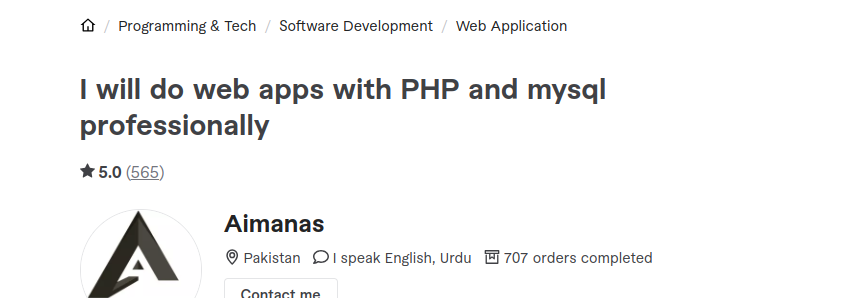 / Programming & Tech / Software Development / Web Application
I will do web apps with PHP and mysql
professionally
5.0 (565)
Aimanas
Pakistan I speak English, Urdu 707 orders completed
Contact me